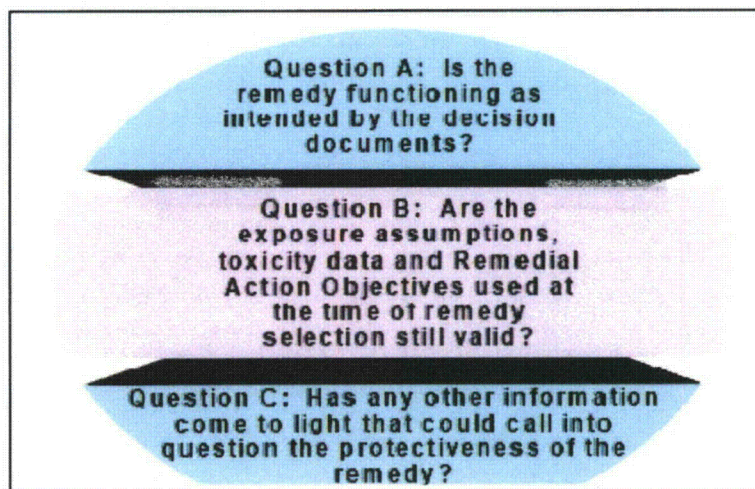 Question A: Is the
remedy functioning as
intended by the decision
documents?
Question B: Are the
exposure assumptions,
toxicity data and Remedial
Action Objectives used at
the time of remedy
selection still valid?
Question C: Has any other information
come to light that could call into
question the protectiveness of the
remedy?